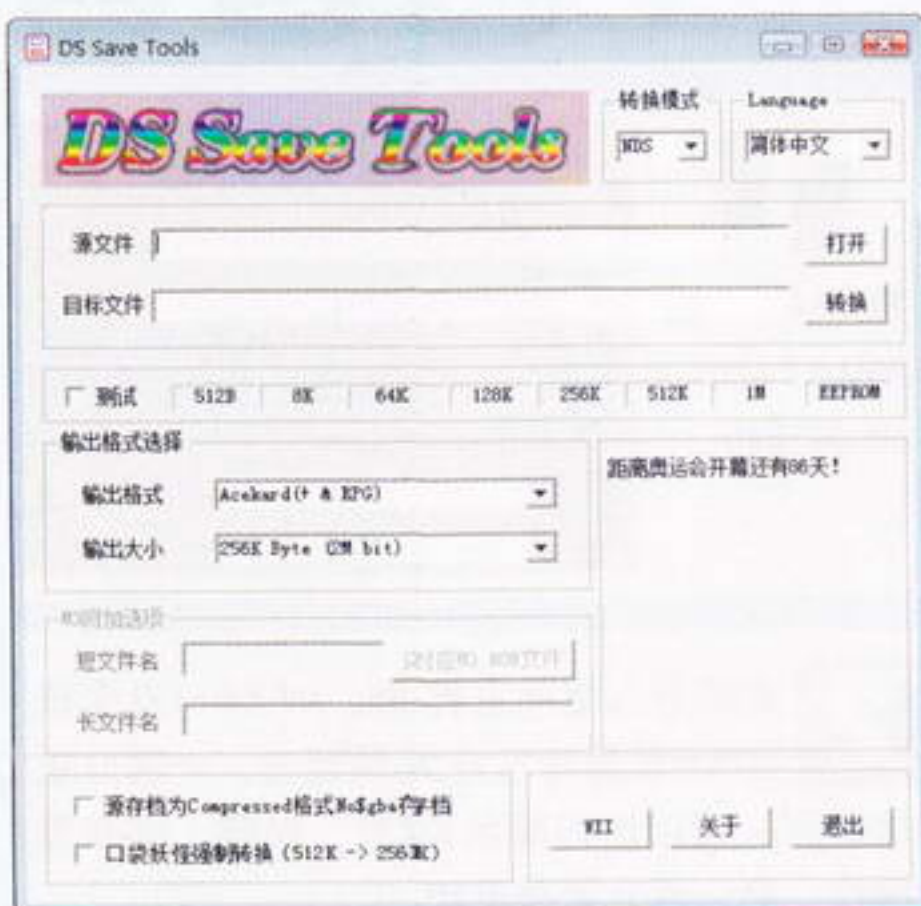 DS Save Tools
DS Save Tools
转换模式
Language
NDS
简体中文
源文件
打开
目标文件
转换
测试 512B 8K 64K 128K 256K 512K 1M EEPROM
输出格式选择
输出格式 Acekard(+ & RPG)
输出大小 256K Byte (2M bit)
距离奥运会开幕还有86天!
附加选项
短文件名
长文件名
源存档为Compressed格式No$gba存档
口袋妖怪强制转换 (512K -> 256K)
WII
关于
退出